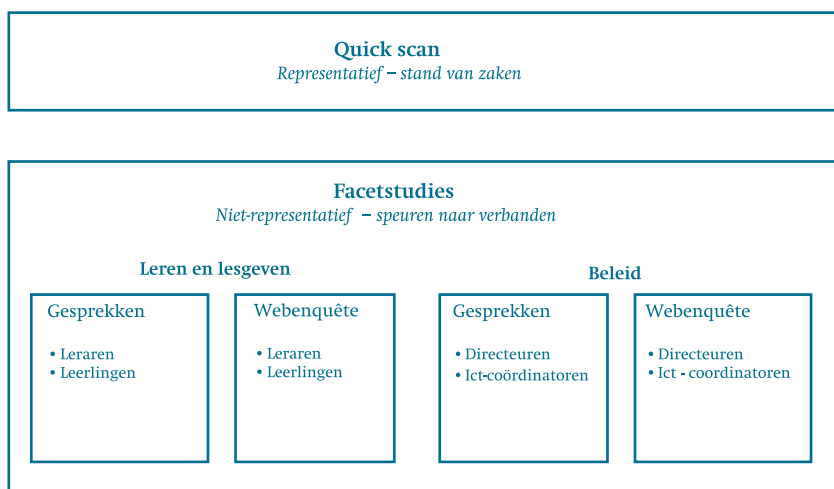 Quick scan
Representatief – stand van zaken
Facetstudies
Niet-representatief – speuren naar verbanden
Leren en lesgeven
Gesprekken
• Leraren
• Leerlingen
Webenquête
• Leraren
• Leerlingen
Beleid
Gesprekken
• Directeuren
• Ict-coördinatoren
Webenquête
• Directeuren
• Ict - coordinatoren